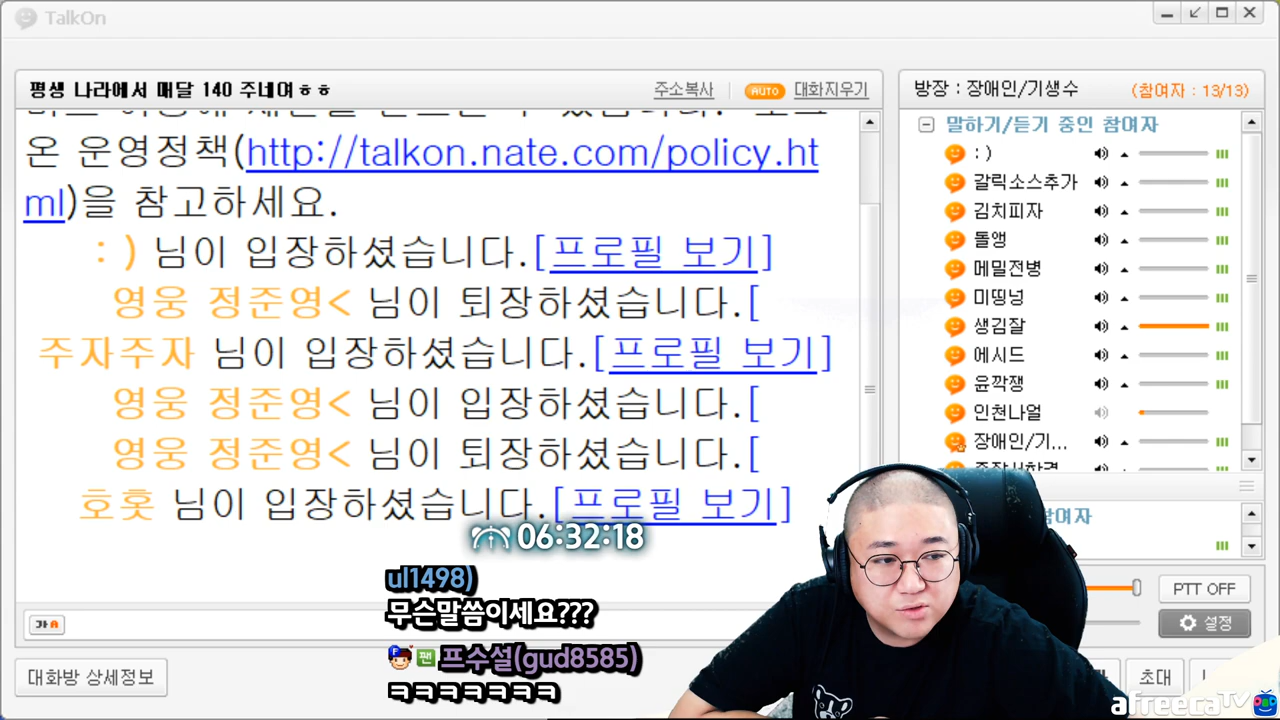 TalkOn
평생 나라에서 매달 140 주네여ㅎㅎ
주소복사
AUTO
대화지우기
온 운영정책(http://talkon.nate.com/policy.ht
ml)을 참고하세요.
: ) 님이 입장하셨습니다.[프로필 보기]
영웅 정준영< 님이 퇴장하셨습니다.[
주자주자 님이 입장하셨습니다.[프로필 보기]
영웅 정준영< 님이 입장하셨습니다.[
영웅 정준영< 님이 퇴장하셨습니다.[
호홋 님이 입장하셨습니다.[프로필 보기]
06:32:18
ul1498)
무슨말씀이세요???
팬 프수설(gud8585)
ㅋㅋㅋㅋㅋㅋㅋ
가A
대화방 상세정보
방장 : 장애인/기생수
(참여자 : 13/13)
말하기/듣기 중인 참여자
: )
갈릭소스추가
김치피자
돌앵
메밀전병
미띵넝
생김잘
에시드
윤깍쟁
인천나얼
장애인/기...
참여자
PTT OFF
설정
초대
afreecaTV